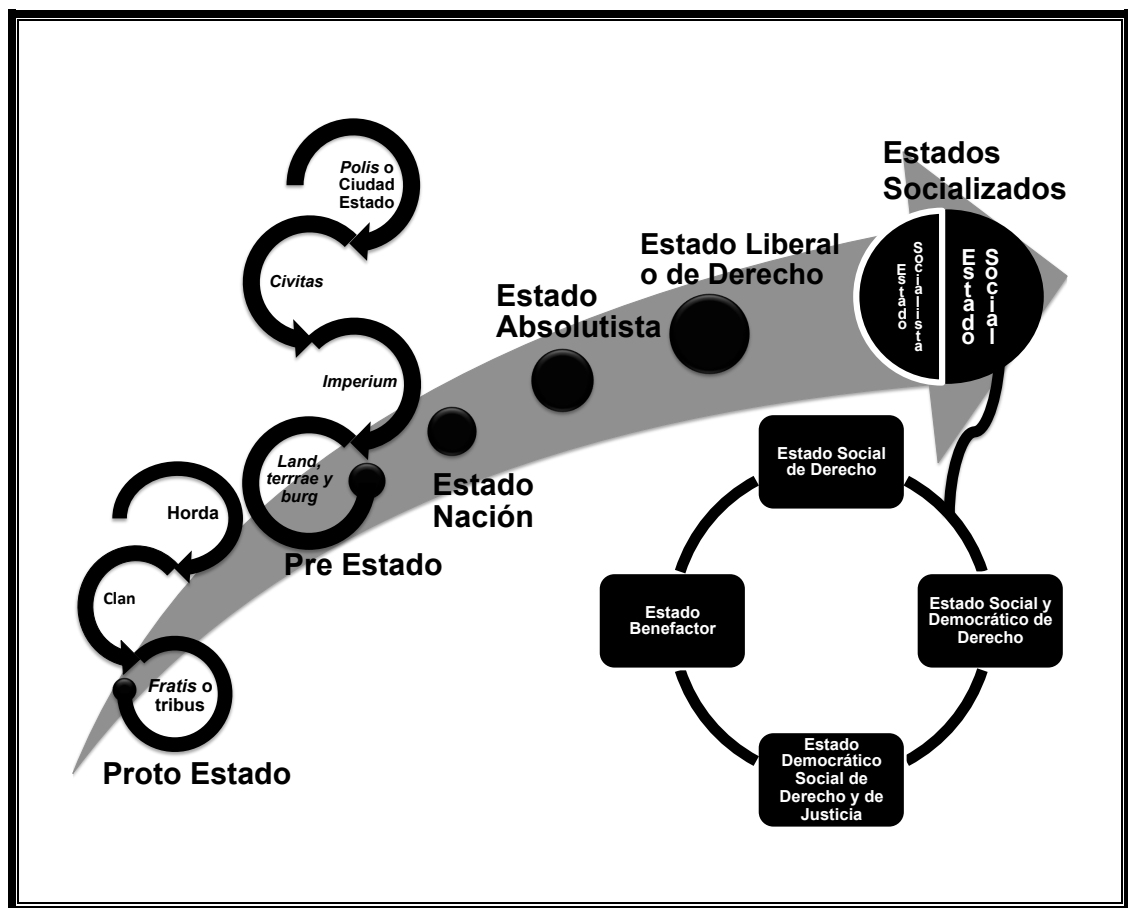 Polis o
Ciudad
Estado
Civitas
Imperium
Land,
terrrae y
burg
Pre Estado
Horda
Clan
Fratis o
tribus
Proto Estado
Estado
Nación
Estado
Absolutista
Estado Liberal
o de Derecho
Estados
Socializados
Estado
Socialista
Estado
Social
Estado Social
de Derecho
Estado Social y
Democrático de
Derecho
Estado
Democrático
Social de
Derecho y de
Justicia
Estado
Benefactor